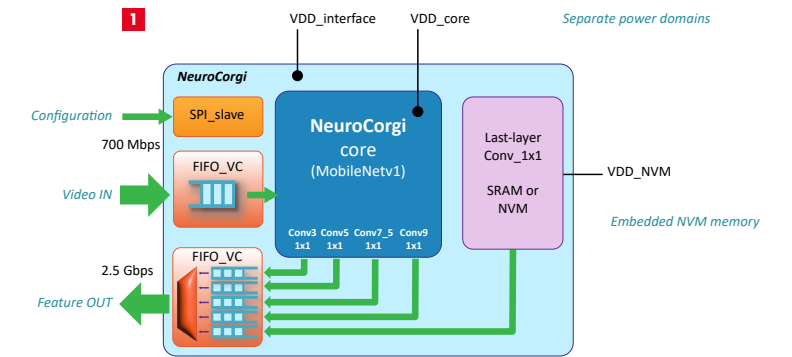 1
VDD_interface
VDD_core
Separate power domains
NeuroCorgi
Configuration
SPI_slave
700 Mbps
NeuroCorgi
core
(MobileNetv1)
Last-layer
Conv_1x1
SRAM or
NVM
FIFO_VC
VDD_NVM
Video IN
Embedded NVM memory
Conv3 Conv5 Conv7_5 Conv9
1x1 1x1 1x1 1x1
FIFO_VC
2.5 Gbps
Feature OUT